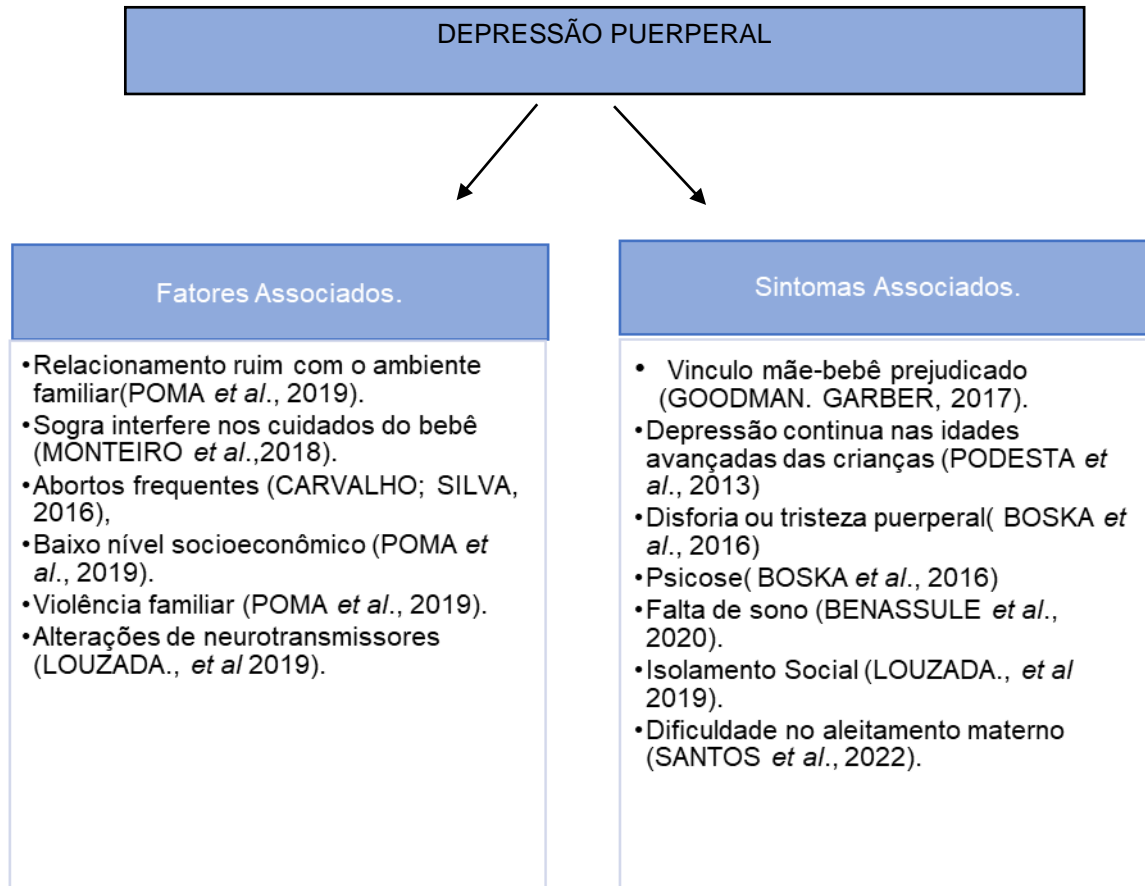 DEPRESSÃO PUERPERAL
Fatores Associados.
•Relacionamento ruim com o ambiente
familiar(POMA et al., 2019).
•Sogra interfere nos cuidados do bebê
(MONTEIRO et al.,2018).
•Abortos frequentes (CARVALHO; SILVA,
2016),
•Baixo nível socioeconômico (POMA et
al., 2019).
•Violência familiar (POMA et al., 2019).
•Alterações de neurotransmissores
(LOUZADA., et al 2019).
Sintomas Associados.
• Vinculo mãe-bebê prejudicado
(GOODMAN. GARBER, 2017).
•Depressão continua nas idades
avançadas das crianças (PODESTA et
al., 2013)
•Disforia ou tristeza puerperal( BOSKA et
al., 2016)
•Psicose( BOSKA et al., 2016)
•Falta de sono (BENASSULE et al.,
2020).
•Isolamento Social (LOUZADA., et al
2019).
•Dificuldade no aleitamento materno
(SANTOS et al., 2022).